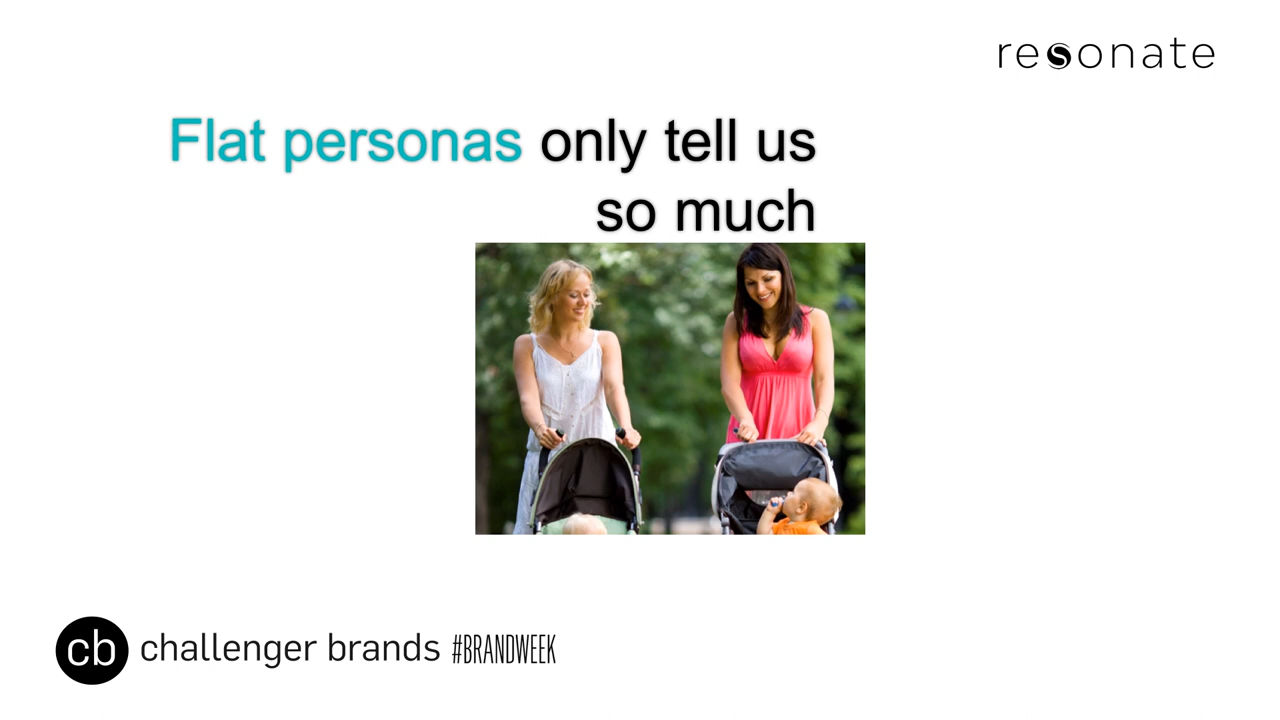 resonate
Flat personas only tell us
so much
cb challenger brands #BRANDWEEK